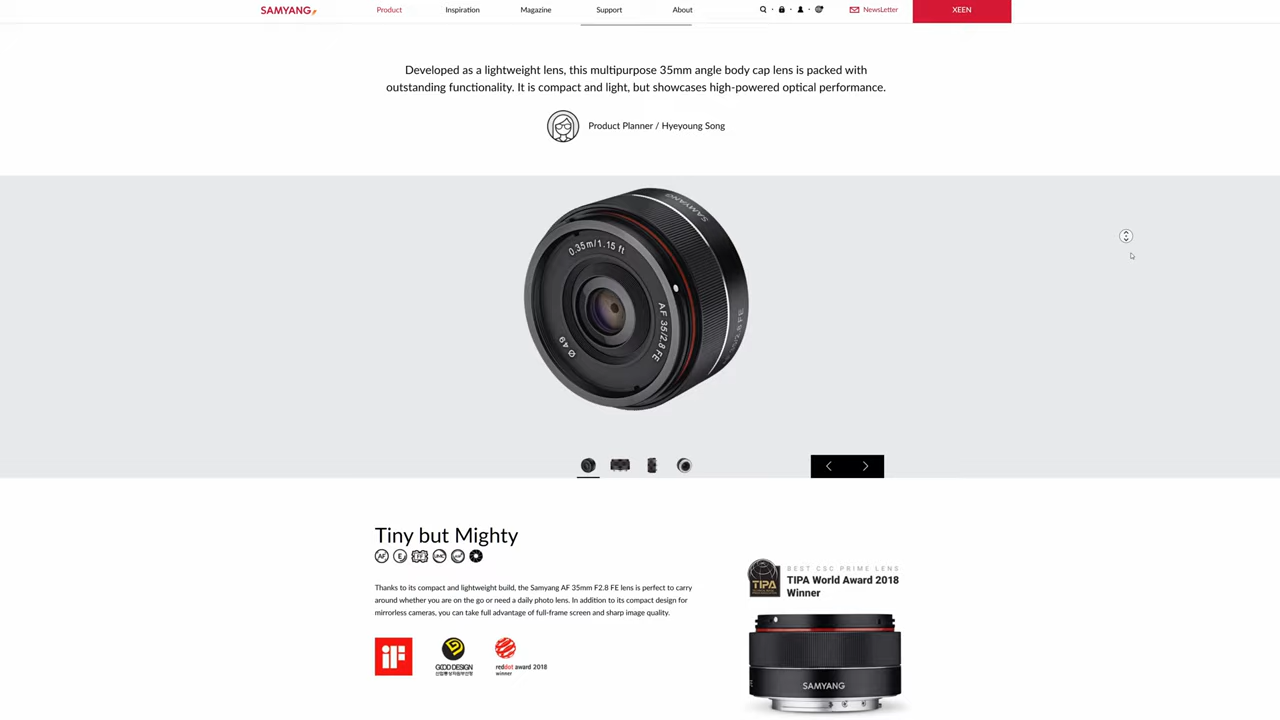 SAMYANG
Product
Inspiration
Magazine
Support
About
NewsLetter
XEEN
Developed as a lightweight lens, this multipurpose 35mm angle body cap lens is packed with
outstanding functionality. It is compact and light, but showcases high-powered optical performance.
Product Planner / Hyeyoung Song
SAMYANG
0.35m/1.15 ft
AF 35/2.8 FE
Ø 49
Tiny but Mighty
AF
E
Thanks to its compact and lightweight build, the Samyang AF 35mm F2.8 FE lens is perfect to carry
around whether you are on the go or need a daily photo lens. In addition to its compact design for
mirrorless cameras, you can take full advantage of full-frame screen and sharp image quality.
iF
GOOD DESIGN
reddot award 2018
winner
BEST CSC PRIME LENS
TIPA
TIPA World Award 2018
Winner
SAMYANG